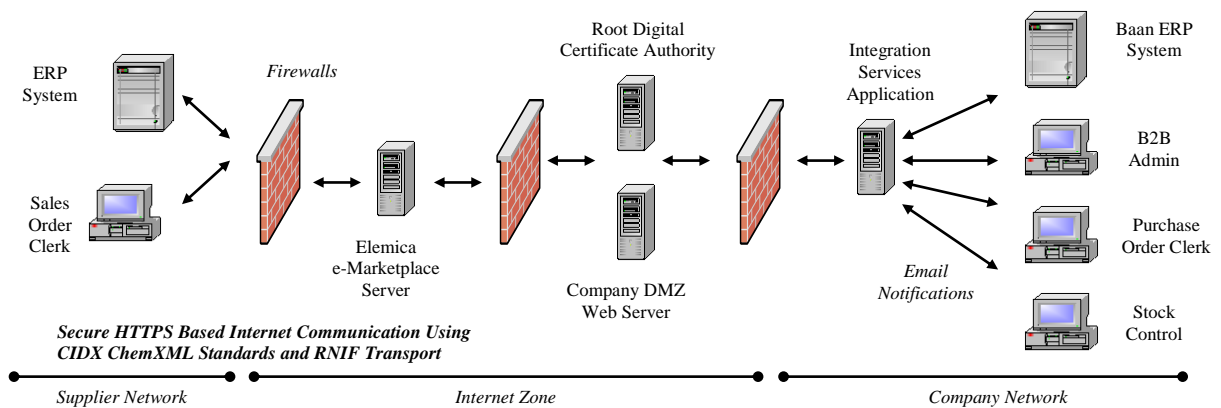 ERP
System
Sales
Order
Clerk
Firewalls
Elemica
e-Marketplace
Server
Root Digital
Certificate Authority
Company DMZ
Web Server
Integration
Services
Application
Email
Notifications
Baan ERP
System
B2B
Admin
Purchase
Order Clerk
Stock
Control
Secure HTTPS Based Internet Communication Using
CIDX ChemXML Standards and RNIF Transport
Supplier Network
Internet Zone
Company Network